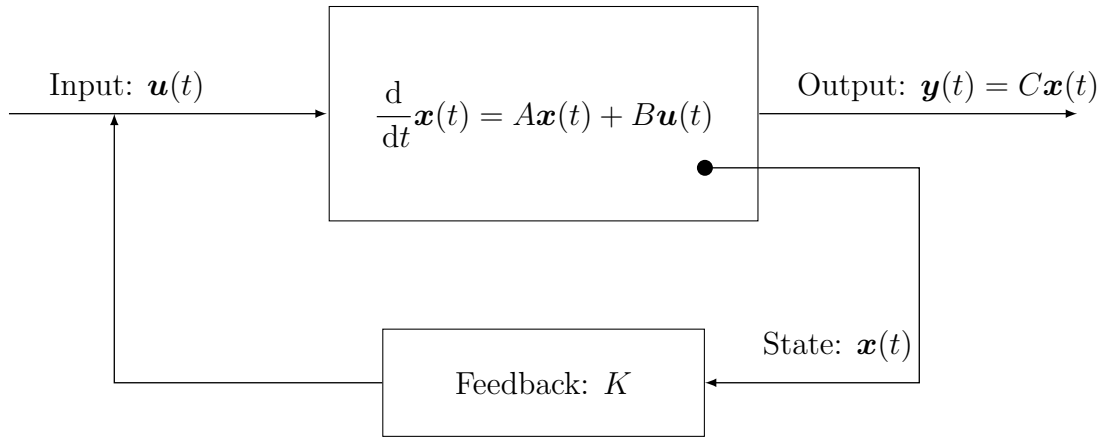 Input: u(t)
d/dt x(t) = Ax(t) + Bu(t)
Output: y(t) = Cx(t)
State: x(t)
Feedback: K